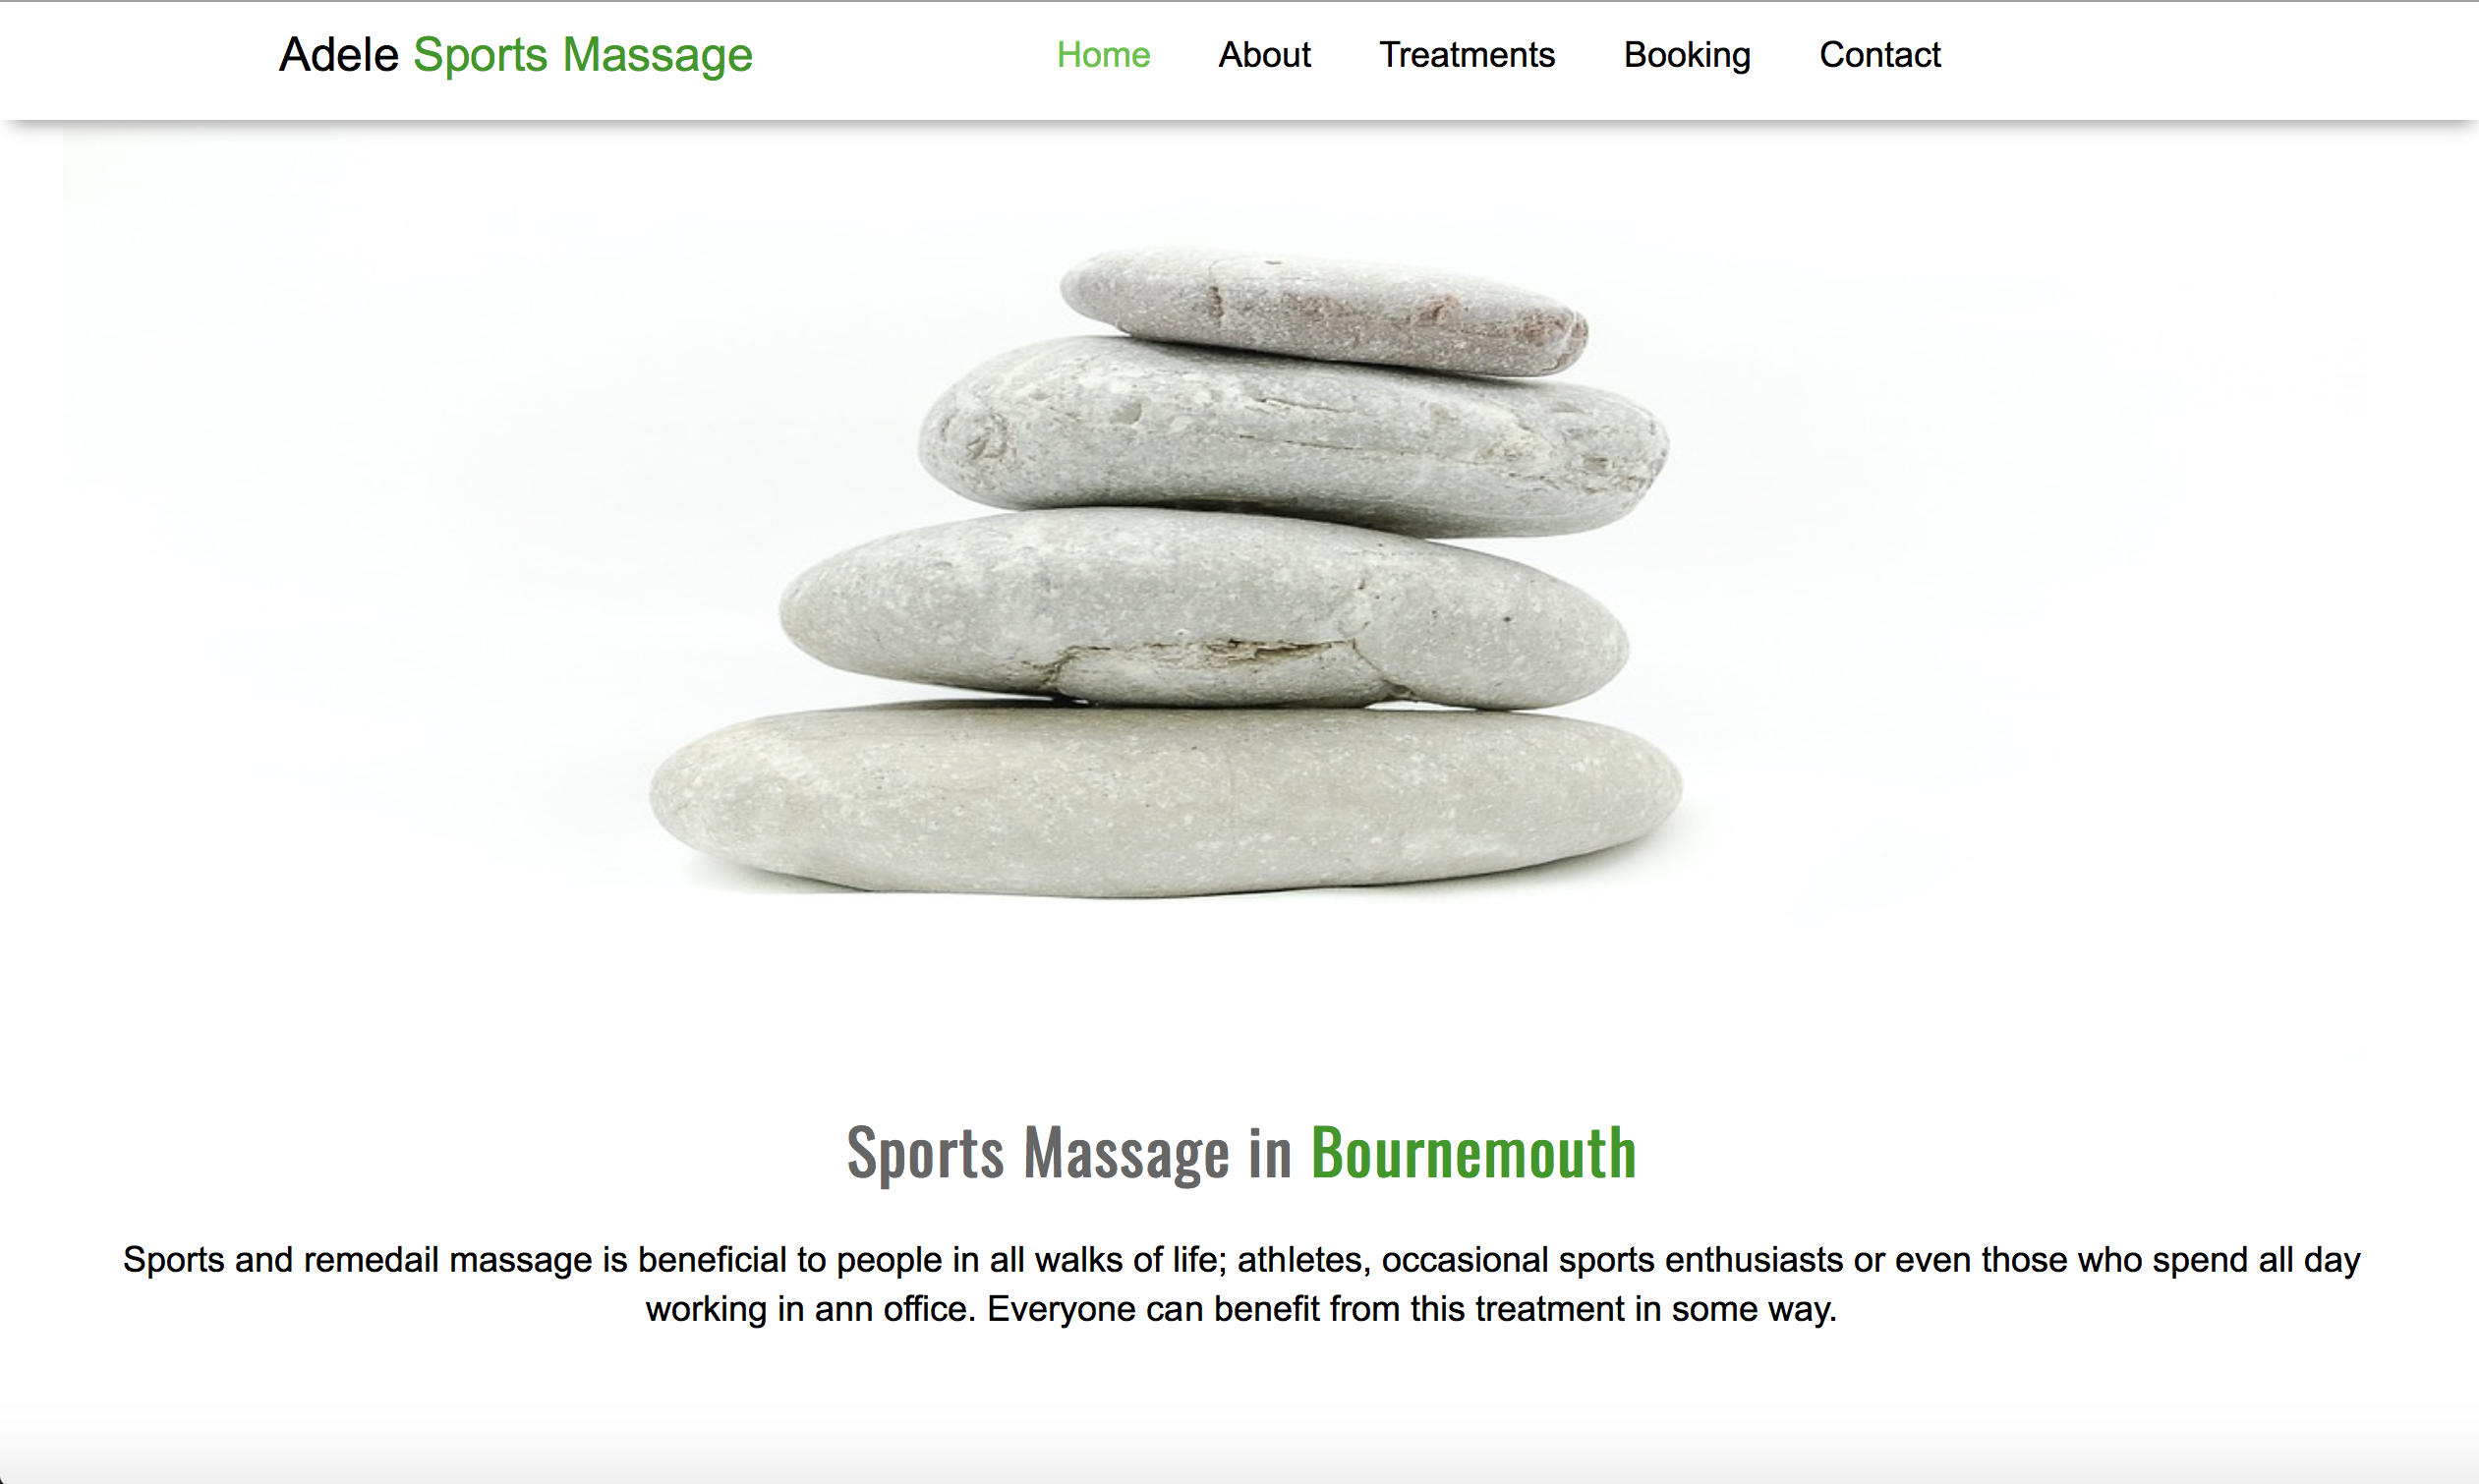 Adele Sports Massage
Home About Treatments Booking Contact
Sports Massage in Bournemouth
Sports and remedail massage is beneficial to people in all walks of life; athletes, occasional sports enthusiasts or even those who spend all day
working in ann office. Everyone can benefit from this treatment in some way.